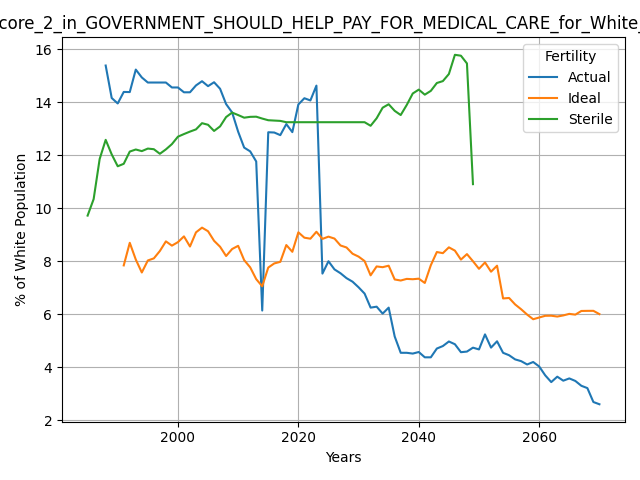 core_2_in_GOVERNMENT_SHOULD_HELP_PAY_FOR_MEDICAL_CARE_for_White_
16
14
12
10
8
6
4
2
% of White Population
2000
2020
2040
2060
Years
Fertility
Actual
Ideal
Sterile